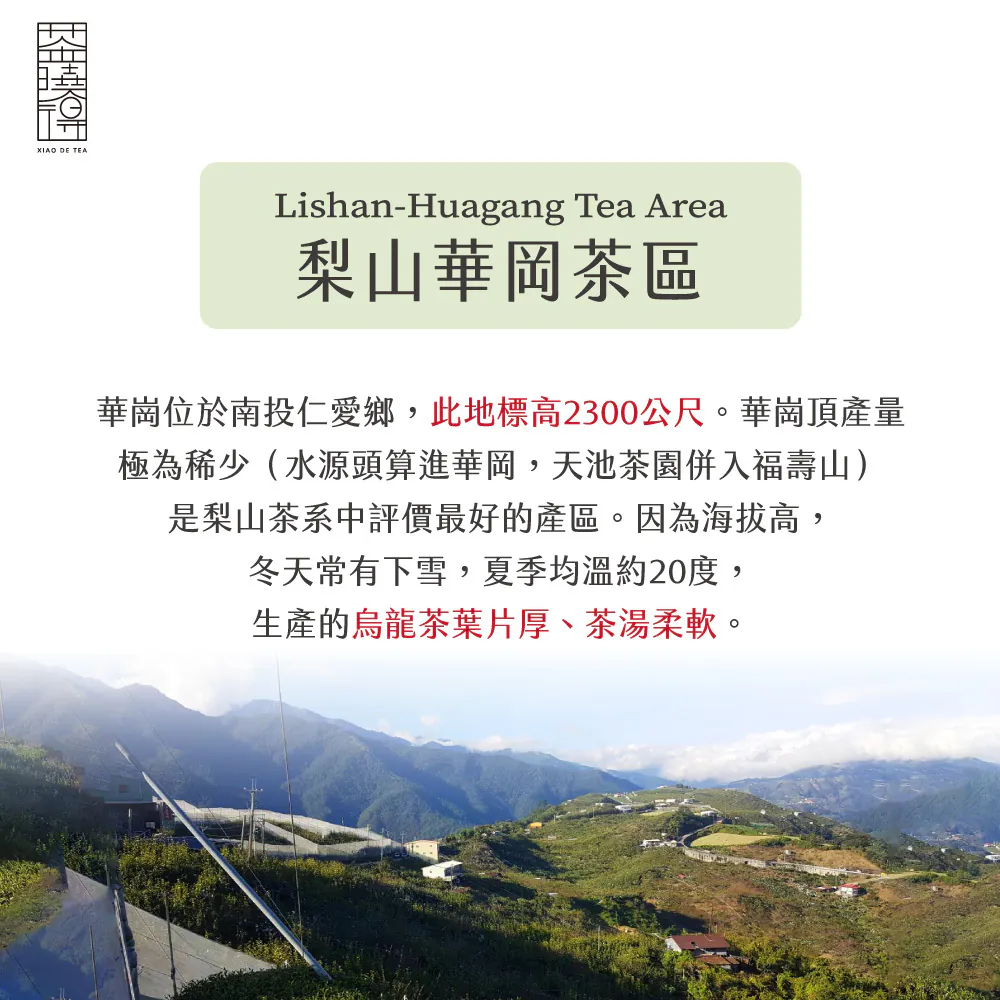 茶曉得
XIAO DE TEA
Lishan-Huagang Tea Area
梨山華岡茶區
華崗位於南投仁愛鄉，此地標高2300公尺。華崗頂產量
極為稀少（水源頭算進華岡，天池茶園併入福壽山）
是梨山茶系中評價最好的產區。因為海拔高，
冬天常有下雪，夏季均溫約20度，
生產的烏龍茶葉片厚、茶湯柔軟。